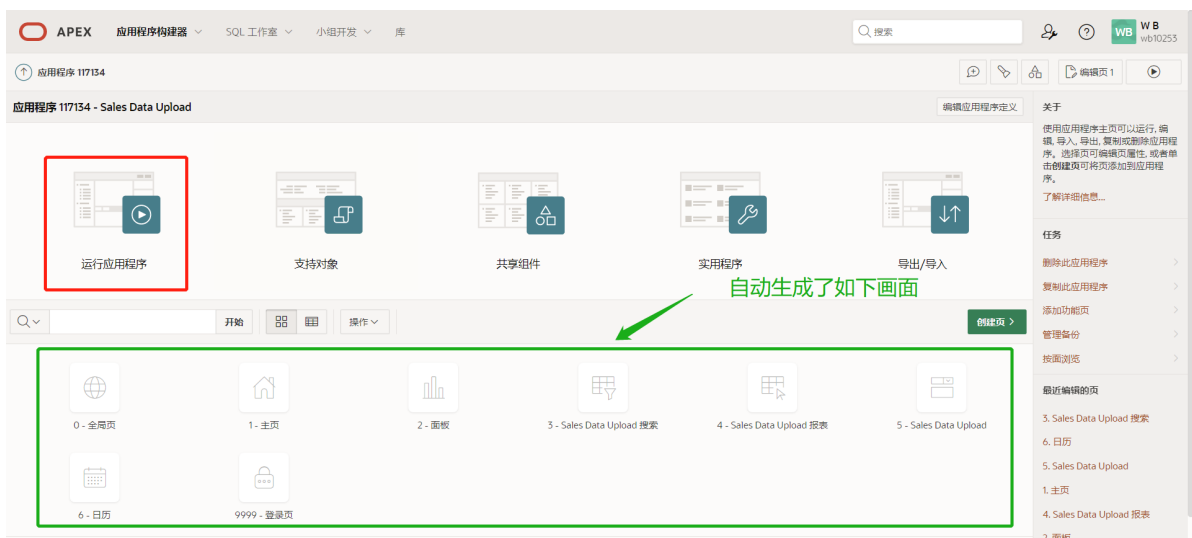 APEX 应用程序构建器 SQL 工作室 小组开发 库 搜索 WB W B
wb10253
应用程序 117134 编辑页 1
应用程序 117134 - Sales Data Upload 编辑应用程序定义
运行应用程序 支持对象 共享组件 实用程序 导出/导入
自动生成了如下画面
开始 操作 创建页
0 - 全局页 1 - 主页 2 - 面板 3 - Sales Data Upload 搜索 4 - Sales Data Upload 报表 5 - Sales Data Upload
6 - 日历 9999 - 登录页
关于
使用应用程序主页可以运行, 编
辑, 导入, 导出, 复制或删除应用程
序。选择页可编辑页属性, 或者单
击创建页可将页添加到应用程
序。
了解详细信息...
任务
删除此应用程序
复制此应用程序
添加功能页
管理备份
按面浏览
最近编辑的页
3. Sales Data Upload 搜索
6. 日历
5. Sales Data Upload
1. 主页
4. Sales Data Upload 报表
2. 面板